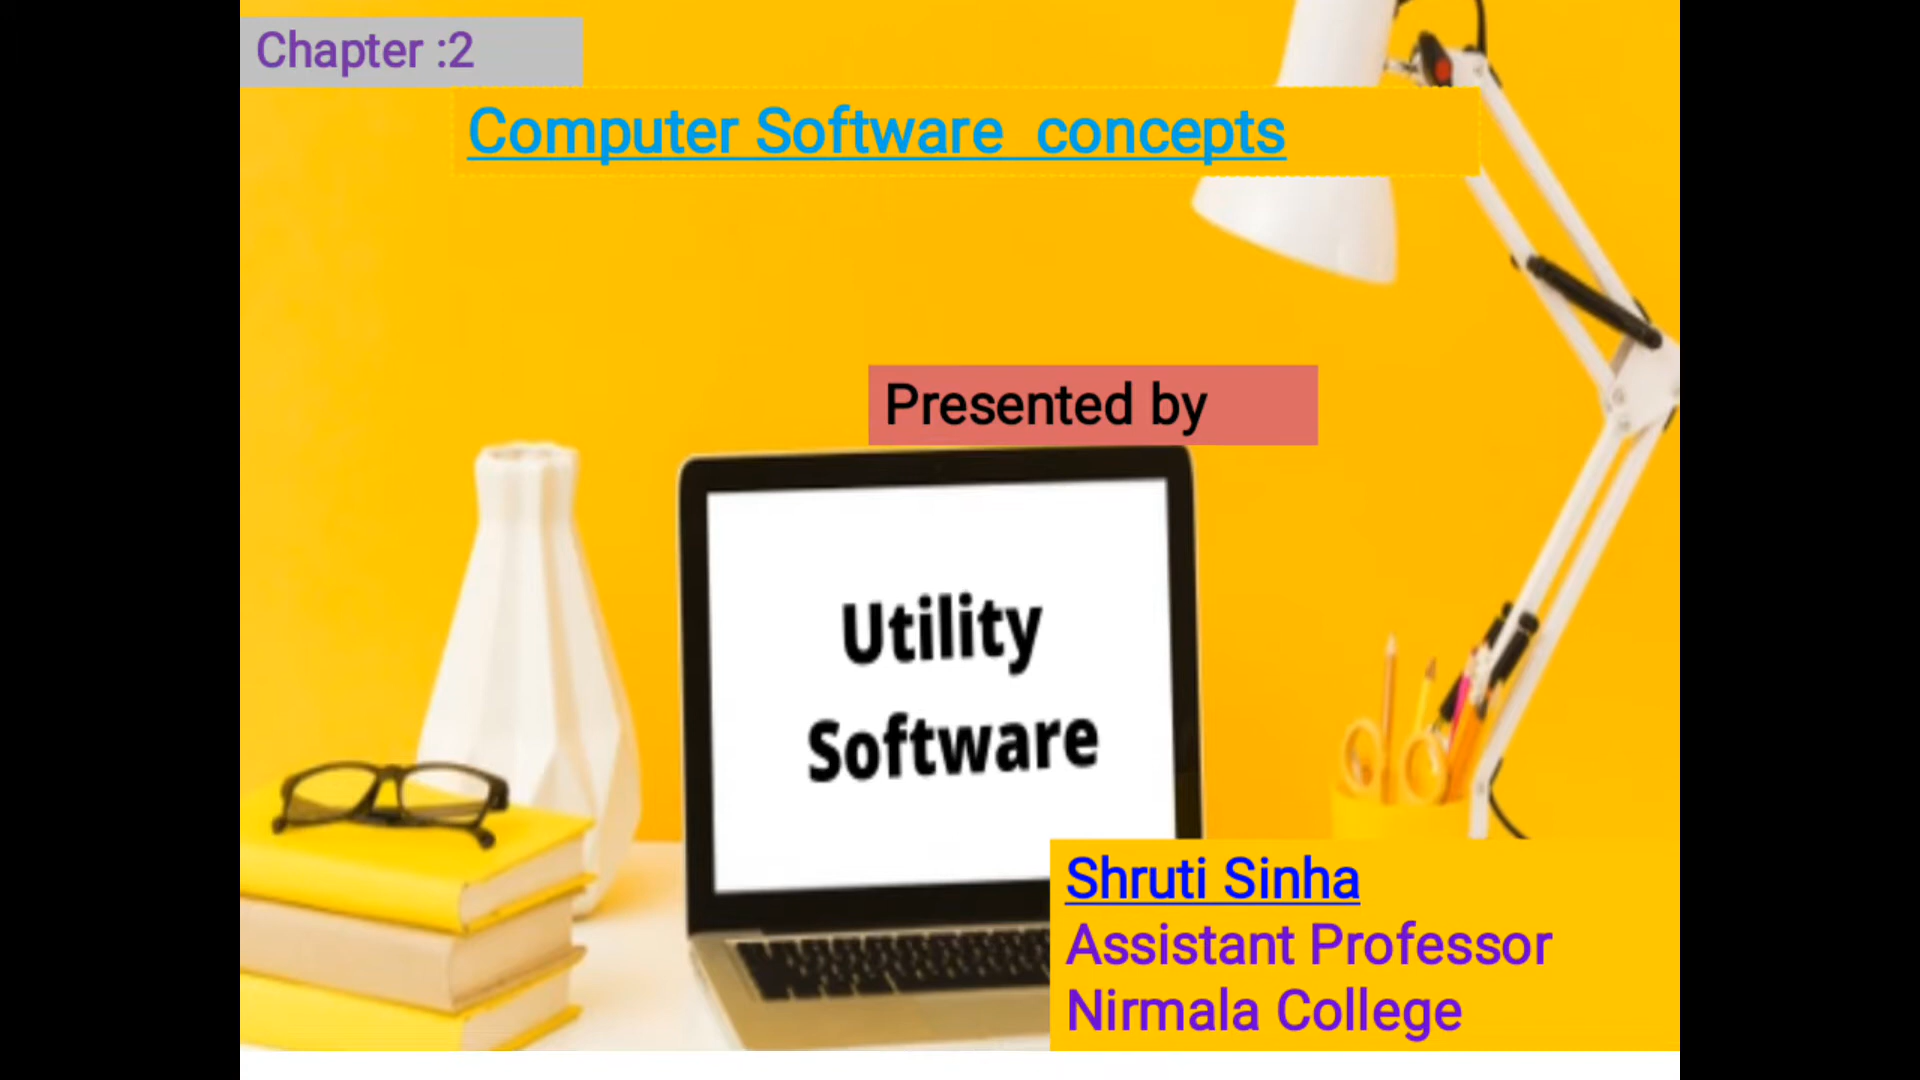 Chapter :2
Computer Software concepts
Presented by
Utility
Software
Shruti Sinha
Assistant Professor
Nirmala College